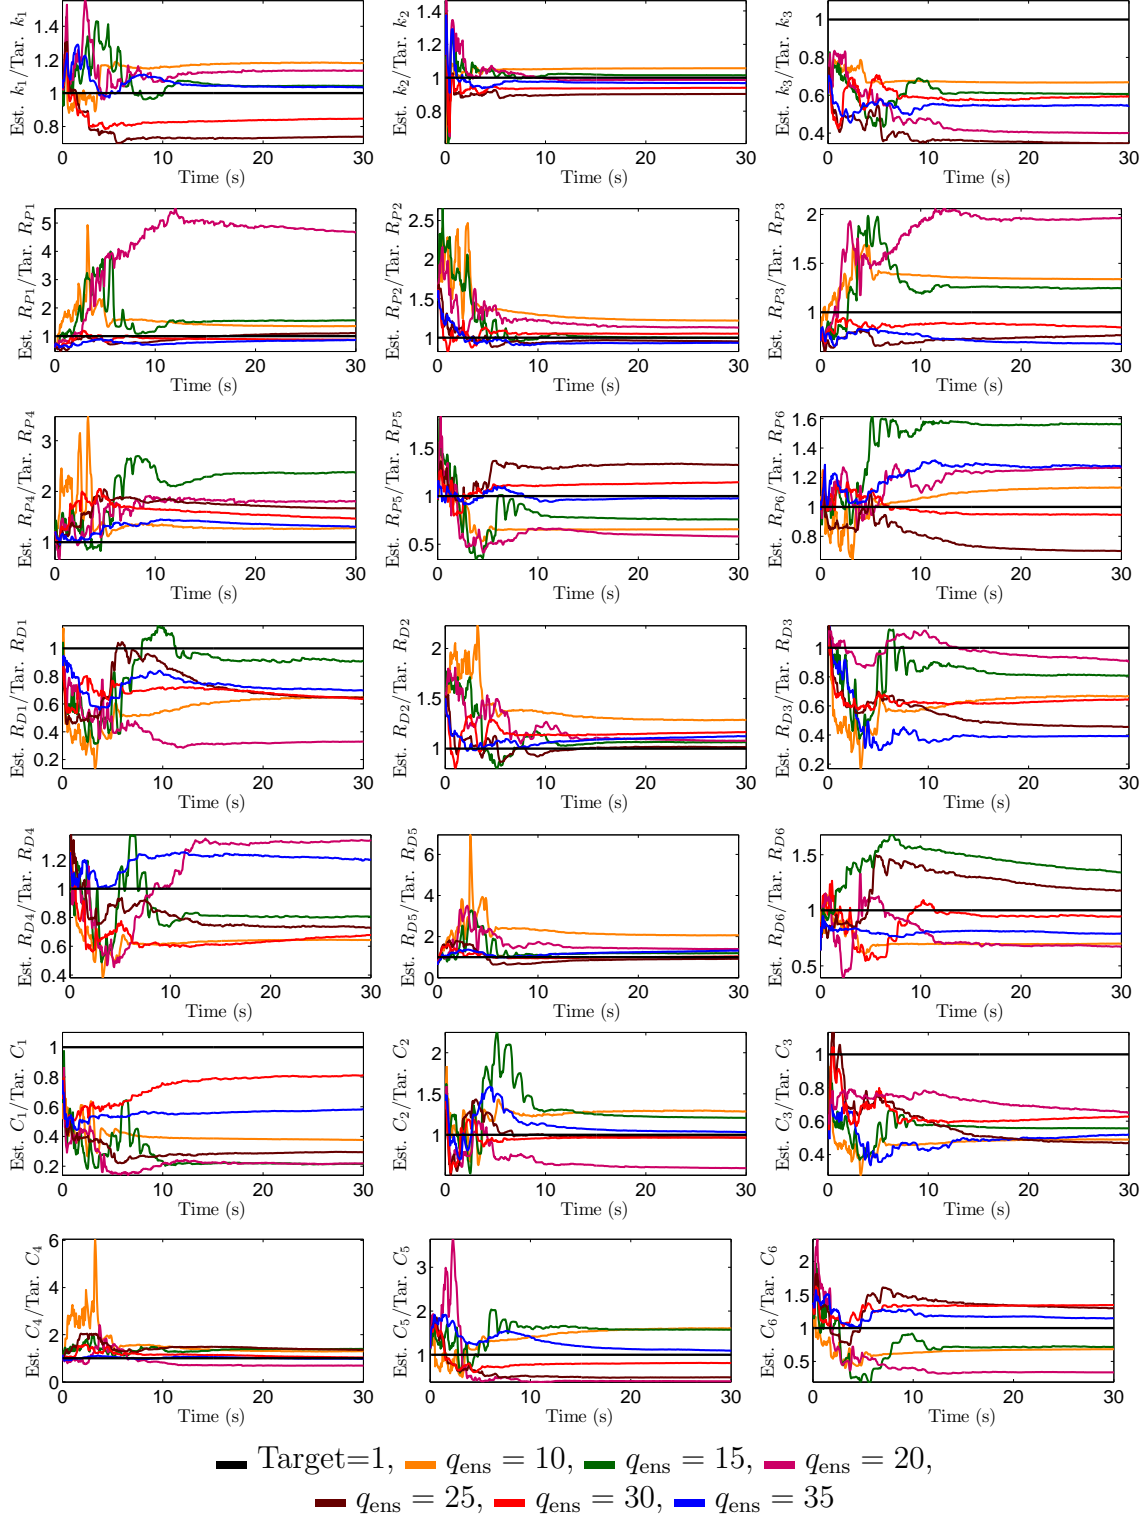 Est. k1/Tar. k1
1.4
1.2
1
0.8
0 10 20 30
Time (s)
Est. k2/Tar. k2
1.4
1.2
1
0.8
0 10 20 30
Time (s)
Est. k3/Tar. k3
1
0.8
0.6
0.4
0 10 20 30
Time (s)
Est. RP1/Tar. RP1
5
4
3
2
1
0 10 20 30
Time (s)
Est. RP2/Tar. RP2
2.5
2
1.5
1
0 10 20 30
Time (s)
Est. RP3/Tar. RP3
2
1.5
1
0 10 20 30
Time (s)
Est. RP4/Tar. RP4
3
2
1
0 10 20 30
Time (s)
Est. RP5/Tar. RP5
1.5
1
0.5
0 10 20 30
Time (s)
Est. RP6/Tar. RP6
1.6
1.4
1.2
1
0.8
0 10 20 30
Time (s)
Est. RD1/Tar. RD1
1
0.8
0.6
0.4
0.2
0 10 20 30
Time (s)
Est. RD2/Tar. RD2
2
1.5
1
0 10 20 30
Time (s)
Est. RD3/Tar. RD3
1
0.8
0.6
0.4
0.2
0 10 20 30
Time (s)
Est. RD4/Tar. RD4
1.2
1
0.8
0.6
0.4
0 10 20 30
Time (s)
Est. RD5/Tar. RD5
6
4
2
0
0 10 20 30
Time (s)
Est. RD6/Tar. RD6
1.5
1
0.5
0 10 20 30
Time (s)
Est. C1/Tar. C1
1
0.8
0.6
0.4
0.2
0 10 20 30
Time (s)
Est. C2/Tar. C2
2
1.5
1
0 10 20 30
Time (s)
Est. C3/Tar. C3
1
0.8
0.6
0.4
0 10 20 30
Time (s)
Est. C4/Tar. C4
6
4
2
0
0 10 20 30
Time (s)
Est. C5/Tar. C5
3
2
1
0 10 20 30
Time (s)
Est. C6/Tar. C6
2
1.5
1
0.5
0 10 20 30
Time (s)
Target=1, qens = 10, qens = 15, qens = 20,
qens = 25, qens = 30, qens = 35